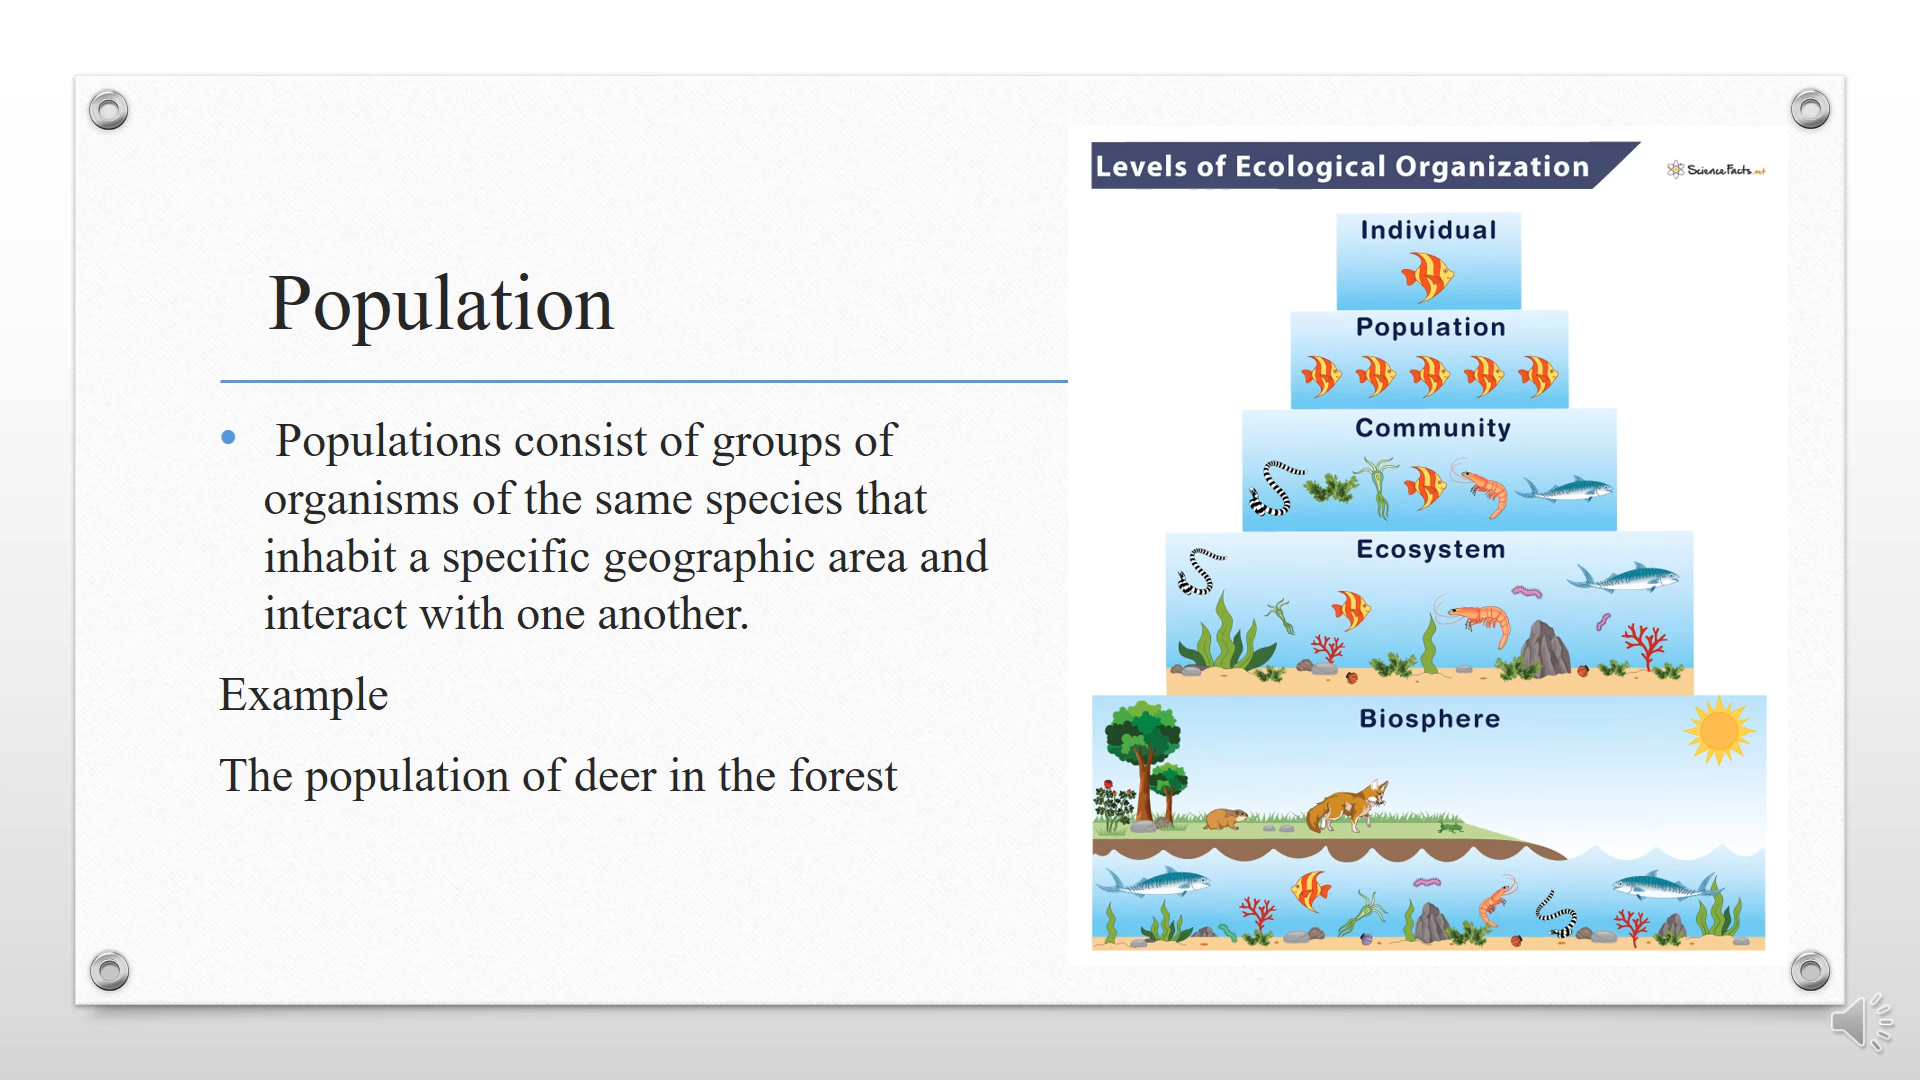 Population
• Populations consist of groups of
organisms of the same species that
inhabit a specific geographic area and
interact with one another.
Example
The population of deer in the forest
Levels of Ecological Organization
ScienceFacts.net
Individual
Population
Community
Ecosystem
Biosphere